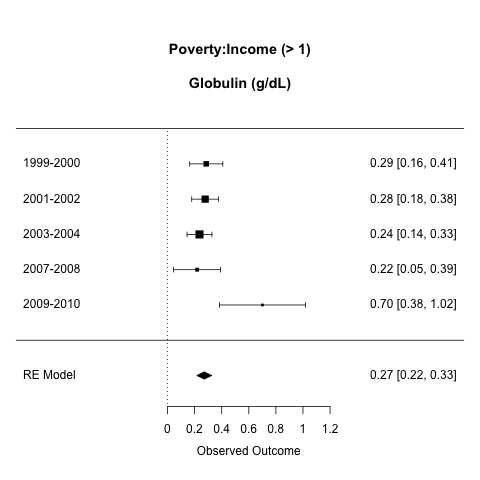 Poverty:Income (> 1)
Globulin (g/dL)
1999-2000 0.29 [0.16, 0.41]
2001-2002 0.28 [0.18, 0.38]
2003-2004 0.24 [0.14, 0.33]
2007-2008 0.22 [0.05, 0.39]
2009-2010 0.70 [0.38, 1.02]
RE Model 0.27 [0.22, 0.33]
0 0.2 0.4 0.6 0.8 1 1.2
Observed Outcome